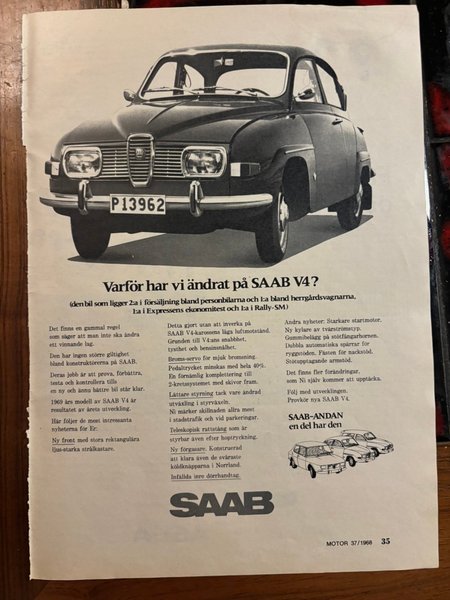 P13962
Varför har vi ändrat på SAAB V4?
(den bil som ligger 2:a i försäljning bland personbilarna och 1:a bland herrgårdsvagnarna,
1:a i Expressens ekonomitest och 1:a i Rally-SM)
Det finns en gammal regel
som säger att man inte ska ändra
ett vinnande lag.
Den har ingen större giltighet
bland konstruktörerna på SAAB.
Deras jobb är att prova, förbättra,
testa och kontrollera tills
en ny och ännu bättre bil står klar.
1969 års modell av SAAB V4 är
resultatet av årets utveckling.
Här följer de mest intressanta
nyheterna för Er:
Ny front med stora rektangulära
ljus-starka strålkastare.
Detta gjort utan att inverka på
SAAB V4-karossens låga luftmotstånd.
Grunden till V4:ans snabbhet,
tysthet och bensinsnålhet.
Broms-servo för mjuk bromsning.
Pedaltrycket minskas med hela 40%.
En förnämlig komplettering till
2-kretsystemet med skivor fram.
Lättare styrning tack vare ändrad
utväxling i styrväxeln.
Ni märker skillnaden allra mest
i stadstrafik och vid parkeringar.
Teleskopisk rattstång som är
styrbar även efter hoptryckning.
Ny förgasare. Konstruerad
att klara även de svåraste
köldknäpparna i Norrland.
Infällda inre dörrhandtag.
Andra nyheter: Starkare startmotor.
Ny kylare av tvärströmstyp.
Gummibelägg på stötfångarhornen.
Dubbla automatiska spärrar för
ryggstöden. Fästen för nackstöd.
Stötupptagande armstöd.
Det finns fler förändringar,
som Ni själv kommer att upptäcka.
Följ med utvecklingen.
Provkör nya SAAB V4.
SAAB-ANDAN
en del har den
SAAB
MOTOR 37/1968 35